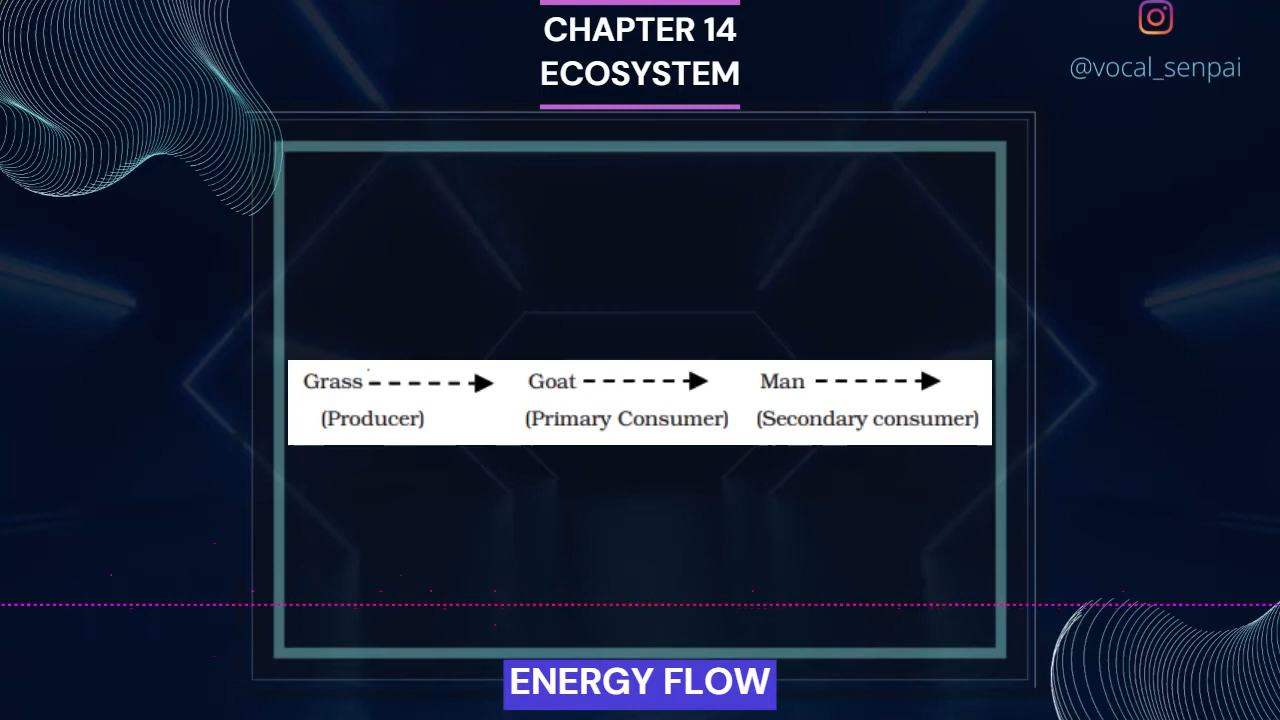 CHAPTER 14
ECOSYSTEM
@vocal_senpai
Grass Goat Man
(Producer) (Primary Consumer) (Secondary consumer)
ENERGY FLOW